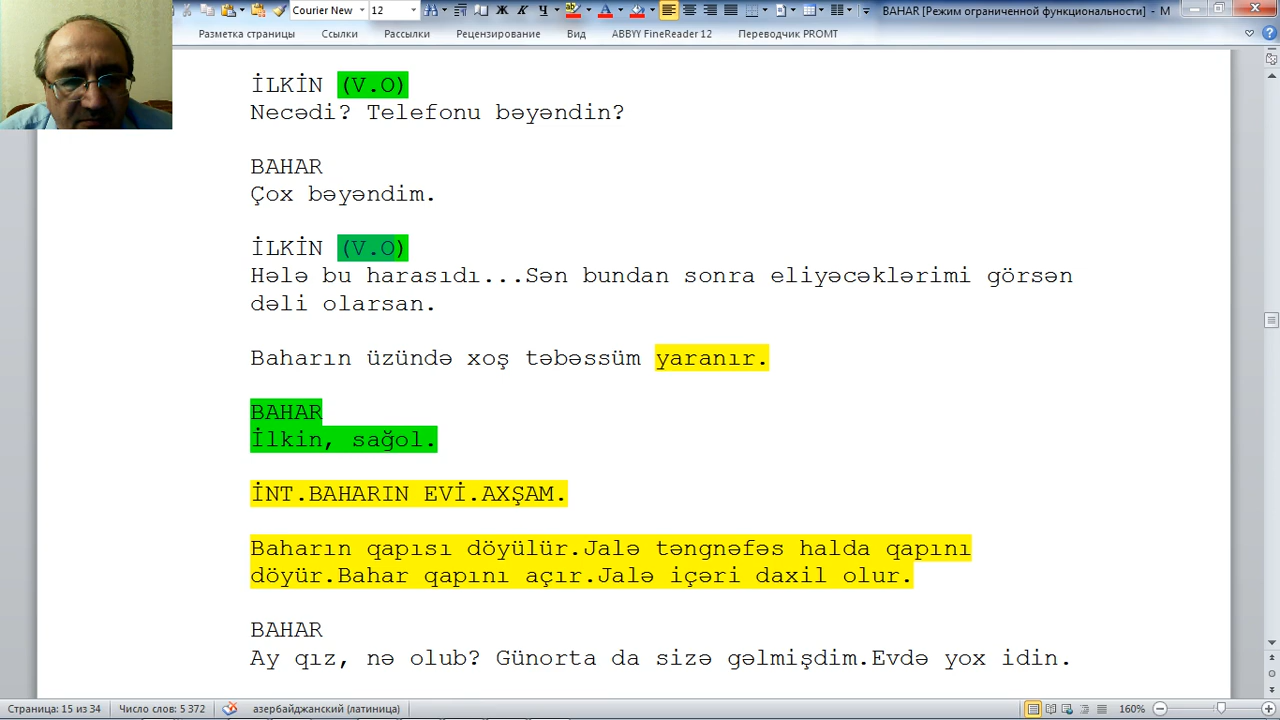 Courier New
12
Ж
К
Ч
BAHAR [Режим ограниченной функциональности] - M
Разметка страницы
Ссылки
Рассылки
Рецензирование
Вид
ABBYY FineReader 12
Переводчик PROMT
İLKİN (V.O)
Necədi? Telefonu bəyəndin?
BAHAR
Çox bəyəndim.
İLKİN (V.O)
Hələ bu harasıdı...Sən bundan sonra eliyəcəklərimi görsən
dəli olarsan.
Baharın üzündə xoş təbəssüm yaranır.
BAHAR
İlkin, sağol.
İNT.BAHARIN EVİ.AXŞAM.
Baharın qapısı döyülür.Jalə təngnəfəs halda qapını
döyür.Bahar qapını açır.Jalə içəri daxil olur.
BAHAR
Ay qız, nə olub? Günorta da sizə gəlmişdim.Evdə yox idin.
Страница: 15 из 34
Число слов: 5 372
азербайджанский (латиница)
160%